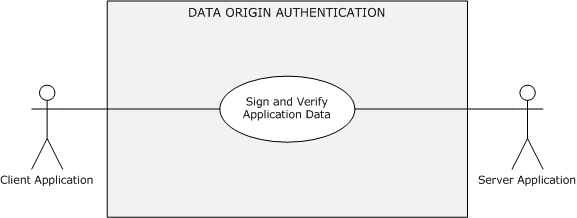 DATA ORIGIN AUTHENTICATION
Sign and Verify
Application Data
Client Application
Server Application